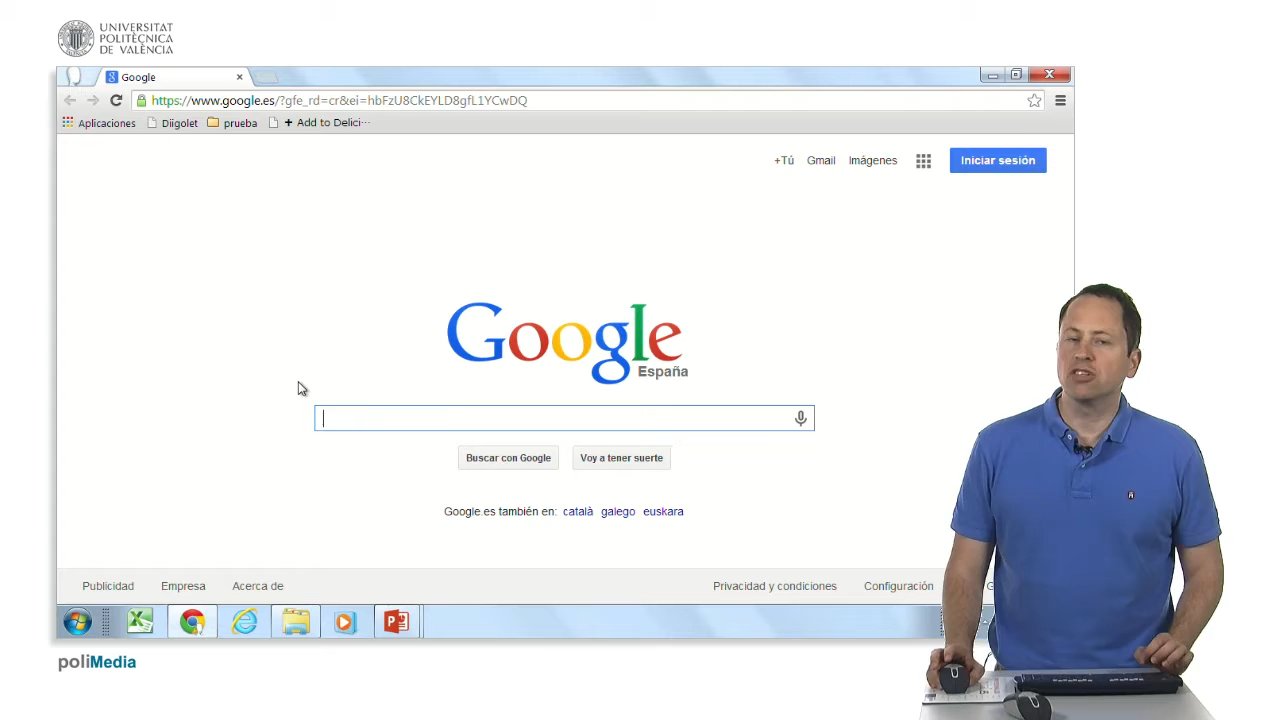 UNIVERSITAT
POLITÈCNICA
DE VALÈNCIA
Google
https://www.google.es/?gfe_rd=cr&ei=hbFzU8CkEYLD8gfL1YCwDQ
Aplicaciones Diigolet prueba + Add to Delici...
+Tú Gmail Imágenes Iniciar sesión
Google
España
Buscar con Google Voy a tener suerte
Google.es también en: català galego euskara
Publicidad Empresa Acerca de Privacidad y condiciones Configuración
poliMedia